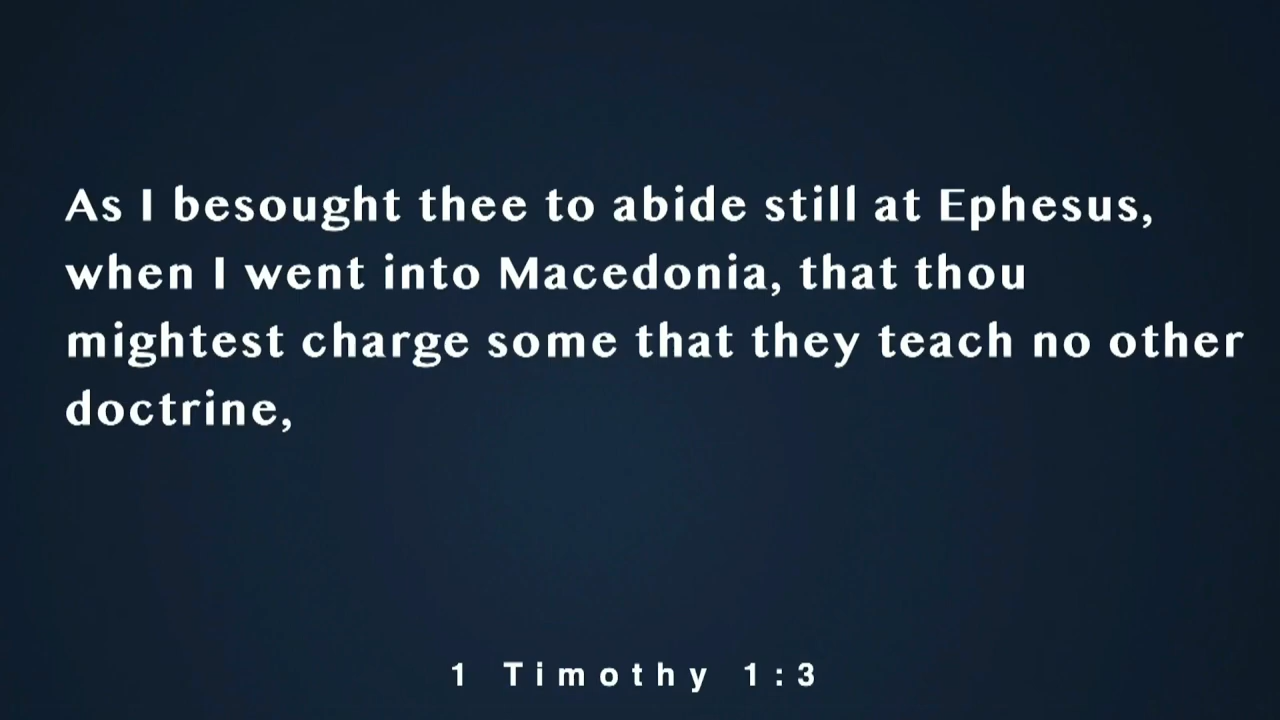 As I besought thee to abide still at Ephesus,
when I went into Macedonia, that thou
mightest charge some that they teach no other
doctrine,
1 Timothy 1:3